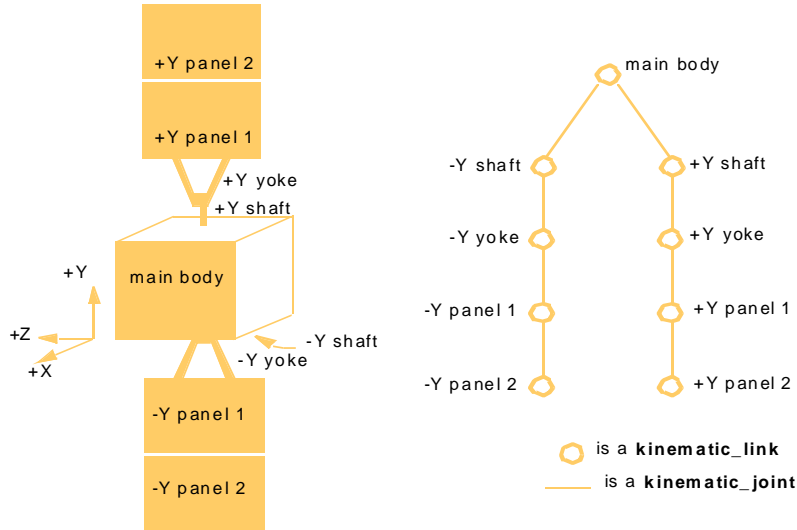 +Y panel 2
+Y panel 1
+Y yoke
+Y shaft
main body
+Y
+Z
+X
-Y shaft
-Y yoke
-Y panel 1
-Y panel 2
main body
-Y shaft
+Y shaft
-Y yoke
+Y yoke
-Y panel 1
+Y panel 1
-Y panel 2
+Y panel 2
is a kinematic_link
is a kinematic_joint